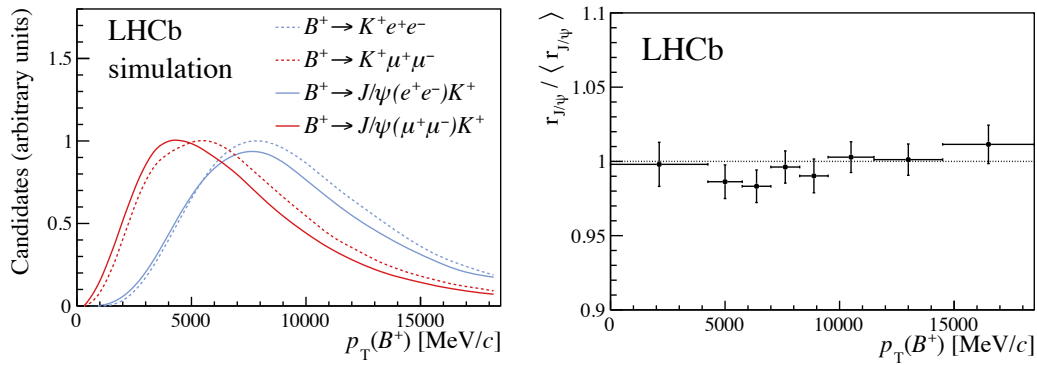 LHCb
simulation
B⁺→ K⁺e⁺e⁻
B⁺→ K⁺μ⁺μ⁻
B⁺→ J/ψ(e⁺e⁻)K⁺
B⁺→ J/ψ(μ⁺μ⁻)K⁺
Candidates (arbitrary units)
1.5
1
0.5
0
0 5000 10000 15000
p_T(B⁺) [MeV/c]
LHCb
r_J/ψ / ⟨ r_J/ψ ⟩
1.1
1.05
1
0.95
0.9
0 5000 10000 15000
p_T(B⁺) [MeV/c]